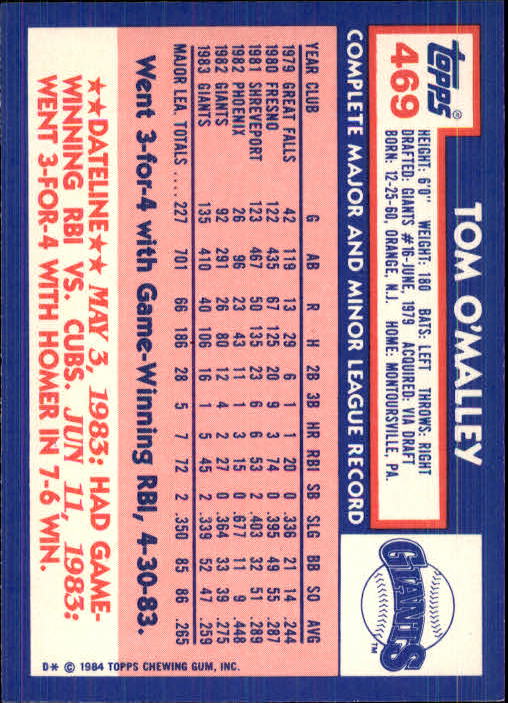 topps®
469
TOM O'MALLEY
HEIGHT: 6'0" WEIGHT: 180 BATS: LEFT THROWS: RIGHT
DRAFTED: GIANTS #16-JUNE, 1979 ACQUIRED: VIA DRAFT
BORN: 12-25-60, ORANGE, N.J. HOME: MONTOURSVILLE, PA.
GIANTS™
COMPLETE MAJOR AND MINOR LEAGUE RECORD
YEAR CLUB G AB R H 2B 3B HR RBI SB SLG BB SO AVG
1979 GREAT FALLS 42 119 13 29 6 1 1 20 0 .336 21 14 .244
1980 FRESNO 122 435 67 125 20 9 3 74 0 .395 49 55 .287
1981 SHREVEPORT 123 467 50 135 23 6 6 53 2 .403 32 51 .289
1982 PHOENIX 26 96 23 43 11 1 3 15 0 .677 11 9 .448
1982 GIANTS 92 291 26 80 12 4 2 27 0 .364 33 39 .275
1983 GIANTS 135 410 40 106 16 1 5 45 2 .339 52 47 .259
MAJOR LEA. TOTALS ..... 227 701 66 186 28 5 7 72 2 .350 85 86 .265
Went 3-for-4 with Game-Winning RBI, 4-30-83.
★★DATELINE★★ MAY 3, 1983: HAD GAME-
WINNING RBI VS. CUBS. JUN 11, 1983:
WENT 3-FOR-4 WITH HOMER IN 7-6 WIN.
D* © 1984 TOPPS CHEWING GUM, INC.